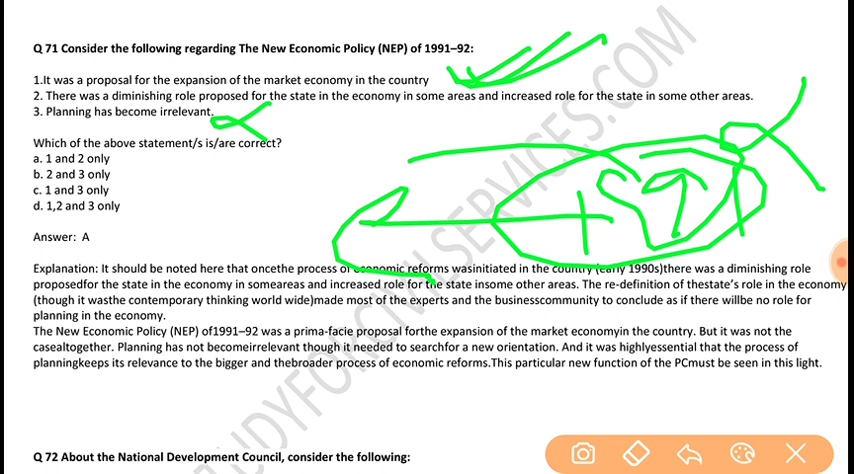 Q 71 Consider the following regarding The New Economic Policy (NEP) of 1991–92:
1.It was a proposal for the expansion of the market economy in the country
2. There was a diminishing role proposed for the state in the economy in some areas and increased role for the state in some other areas.
3. Planning has become irrelevant.
Which of the above statement/s is/are correct?
a. 1 and 2 only
b. 2 and 3 only
c. 1 and 3 only
d. 1,2 and 3 only
Answer: A
Explanation: It should be noted here that oncethe process of economic reforms wasinitiated in the country (early 1990s)there was a diminishing role
proposedfor the state in the economy in someareas and increased role for the state insome other areas. The re-definition of thestate's role in the economy
(though it wasthe contemporary thinking world wide)made most of the experts and the businesscommunity to conclude as if there willbe no role for
planning in the economy.
The New Economic Policy (NEP) of1991–92 was a prima-facie proposal forthe expansion of the market economyin the country. But it was not the
casealtogether. Planning has not becomeirrelevant though it needed to searchfor a new orientation. And it was highlyessential that the process of
planningkeeps its relevance to the bigger and thebroader process of economic reforms.This particular new function of the PCmust be seen in this light.
Q 72 About the National Development Council, consider the following:
UDYFORCIVILSERVICES.COM